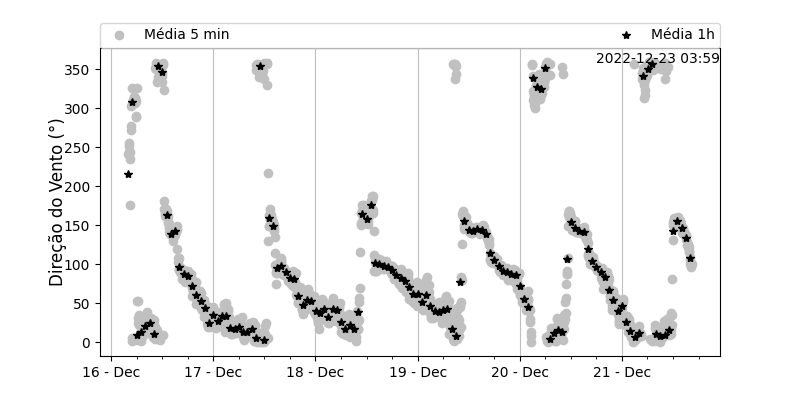 Média 5 min
Média 1h
2022-12-23 03:59
Direção do Vento (°)
350
300
250
200
150
100
50
0
16 - Dec
17 - Dec
18 - Dec
19 - Dec
20 - Dec
21 - Dec